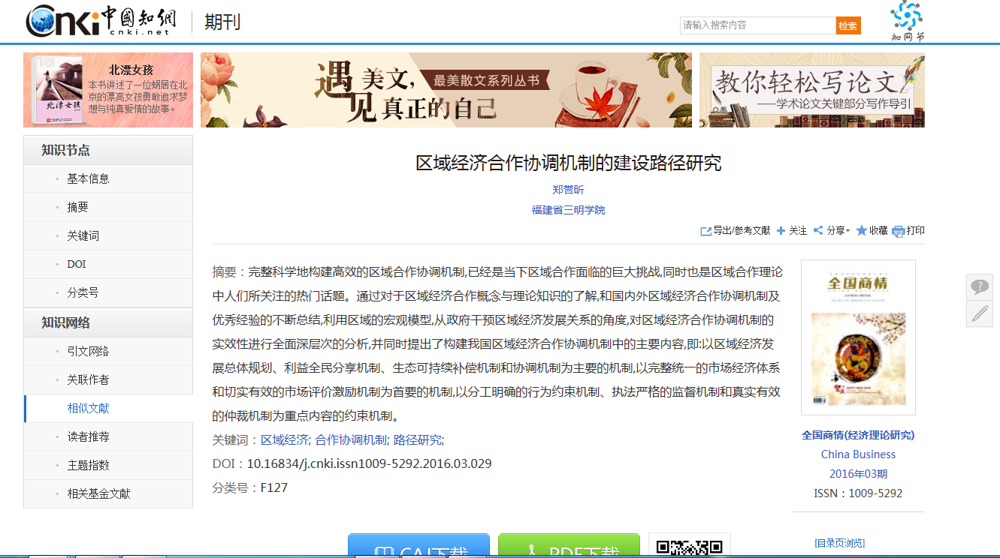 Cnki中國知網
cnki.net
期刊
请输入搜索内容
检索
知网节
北漂女孩
本书讲述了一位蜗居在北
京的漂亮女孩勇敢追求梦
想与纯真爱情的故事。
北漂女孩
遇见
美文，
最美散文系列丛书
真正的自己
教你轻松写论文
——学术论文关键部分写作导引
知识节点
基本信息
摘要
关键词
DOI
分类号
知识网络
引文网络
关联作者
相似文献
读者推荐
主题指数
相关基金文献
区域经济合作协调机制的建设路径研究
郑菁昕
福建省三明学院
导出/参考文献 关注 分享 收藏 打印
摘要：完整科学地构建高效的区域合作协调机制,已经是当下区域合作面临的巨大挑战,同时也是区域合作理论
中人们所关注的热门话题。通过对于区域经济合作概念与理论知识的了解,和国内外区域经济合作协调机制及
优秀经验的不断总结,利用区域的宏观模型,从政府干预区域经济发展关系的角度,对区域经济合作协调机制的
实效性进行全面深层次的分析,并同时提出了构建我国区域经济合作协调机制中的主要内容,即:以区域经济发
展总体规划、利益全民分享机制、生态可持续补偿机制和协调机制为主要的机制,以完整统一的市场经济体系
和切实有效的市场评价激励机制为首要的机制,以分工明确的行为约束机制、执法严格的监督机制和真实有效
的仲裁机制为重点内容的约束机制。
关键词：区域经济; 合作协调机制; 路径研究;
DOI：10.16834/j.cnki.issn1009-5292.2016.03.029
分类号：F127
全国商情
全国商情(经济理论研究)
China Business
2016年03期
ISSN：1009-5292
[目录页浏览]
CAJ下载
PDF下载